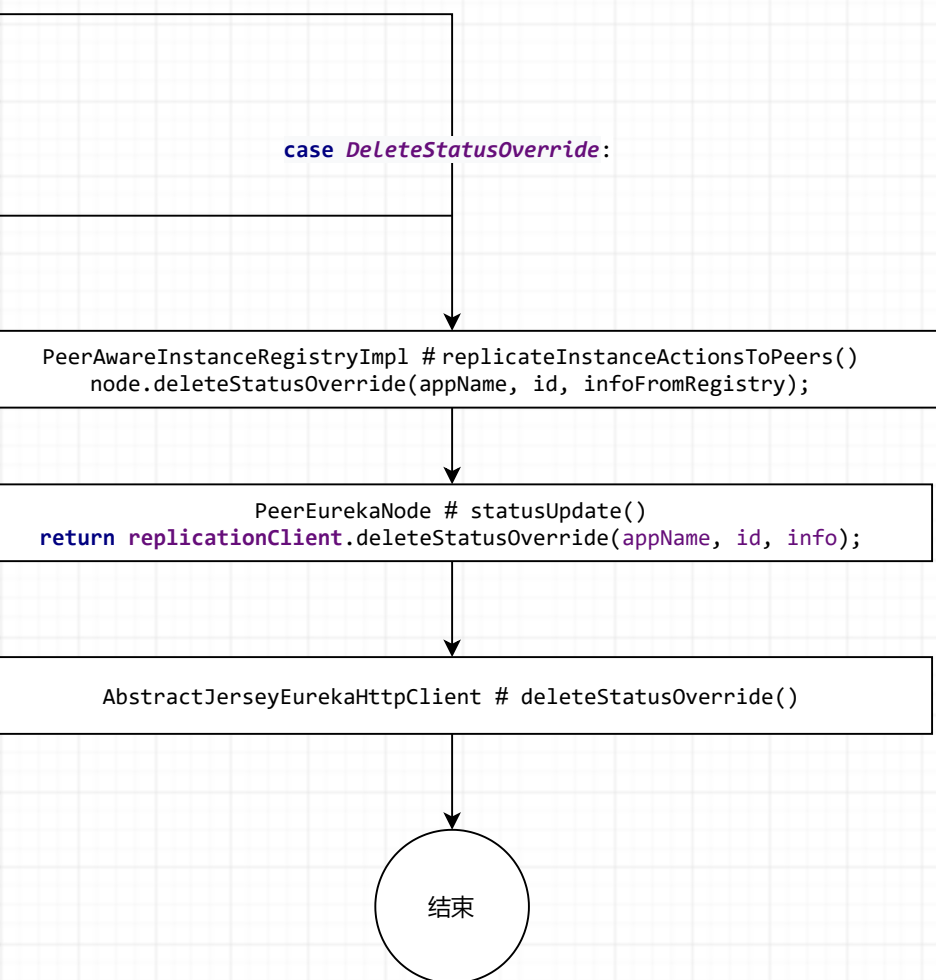 case DeleteStatusOverride:
PeerAwareInstanceRegistryImpl # replicateInstanceActionsToPeers()
node.deleteStatusOverride(appName, id, infoFromRegistry);
PeerEurekaNode # statusUpdate()
return replicationClient.deleteStatusOverride(appName, id, info);
AbstractJerseyEurekaHttpClient # deleteStatusOverride()
结束